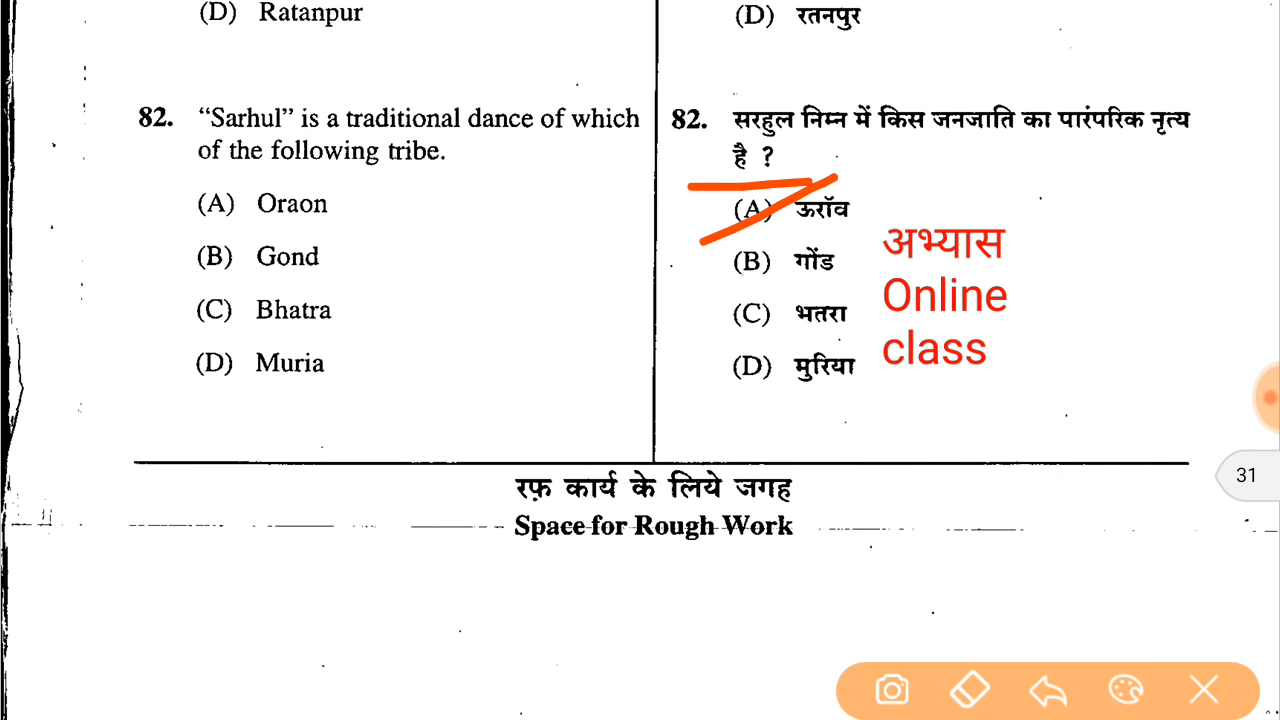 (D) Ratanpur
82. “Sarhul” is a traditional dance of which
of the following tribe.
(A) Oraon
(B) Gond
(C) Bhatra
(D) Muria
(D) रतनपुर
82. सरहुल निम्न में किस जनजाति का पारंपरिक नृत्य
है ?
(A) ऊराॅव
(B) गोंड
(C) भतरा
(D) मुरिया
अभ्यास
Online
class
31
रफ़ कार्य के लिये जगह
Space for Rough Work